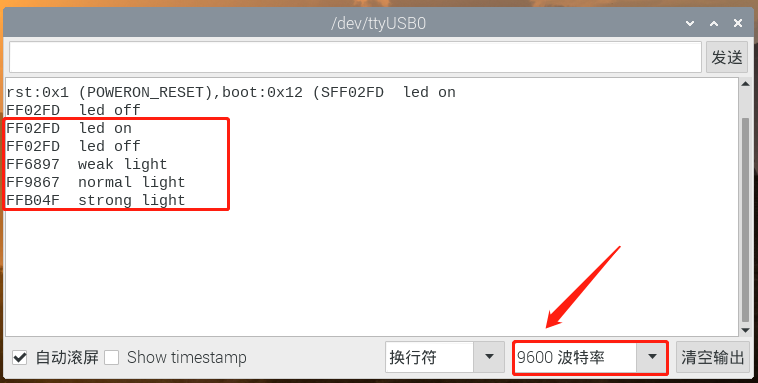 /dev/ttyUSB0
发送
rst:0x1 (POWERON_RESET),boot:0x12 (SFF02FD  led on
FF02FD  led off
FF02FD  led on
FF02FD  led off
FF6897  weak light
FF9867  normal light
FFB04F  strong light
自动滚屏 Show timestamp 换行符 9600 波特率 清空输出